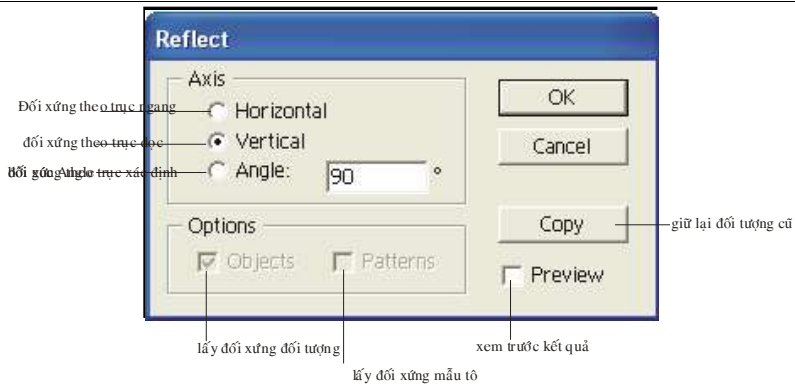 Reflect
Axis
Đối xứng theo trục ngang
Horizontal
OK
đối xứng theo trục dọc
Vertical
Cancel
trục xác định
Angle:
90
°
Options
Copy
giữ lại đối tượng cũ
Objects
Patterns
Preview
lấy đối xứng đối tượng
xem trước kết quả
lấy đối xứng mẫu tô